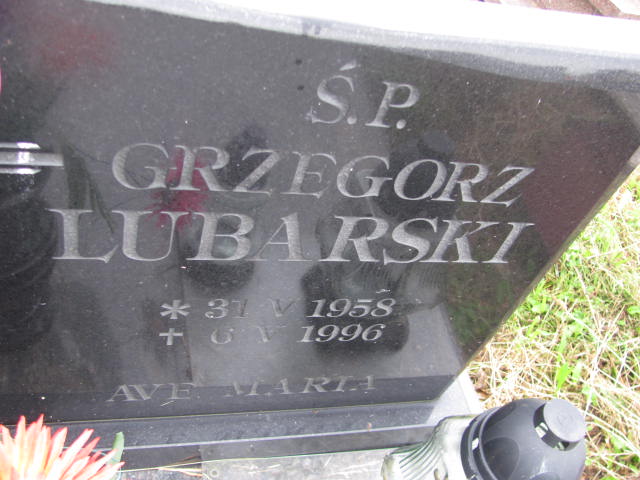 Ś.P.
GRZEGORZ
LUBARSKI
* 31 V 1958
+ 6 V 1996
AVE MARIA